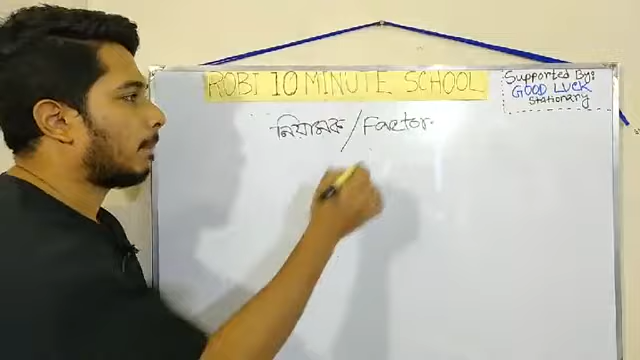 ROBI 10 MINUTE SCHOOL
Supported By:
GOOD LUCK
Stationary
নিয়ামক / Factor